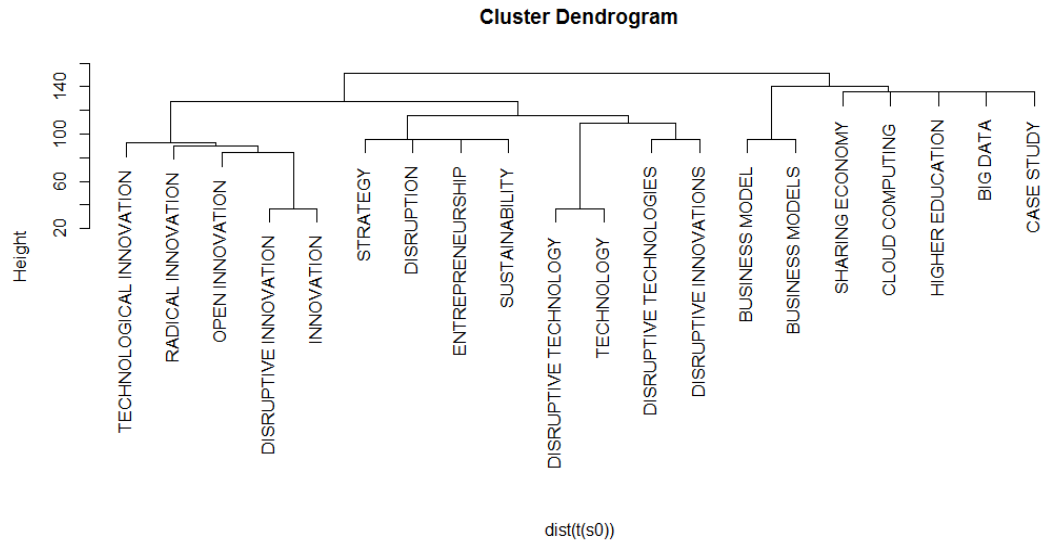 Cluster Dendrogram
Height
20
60
100
140
TECHNOLOGICAL INNOVATION
RADICAL INNOVATION
OPEN INNOVATION
DISRUPTIVE INNOVATION
INNOVATION
STRATEGY
DISRUPTION
ENTREPRENEURSHIP
SUSTAINABILITY
DISRUPTIVE TECHNOLOGY
TECHNOLOGY
DISRUPTIVE TECHNOLOGIES
DISRUPTIVE INNOVATIONS
BUSINESS MODEL
BUSINESS MODELS
SHARING ECONOMY
CLOUD COMPUTING
HIGHER EDUCATION
BIG DATA
CASE STUDY
dist(t(s0))